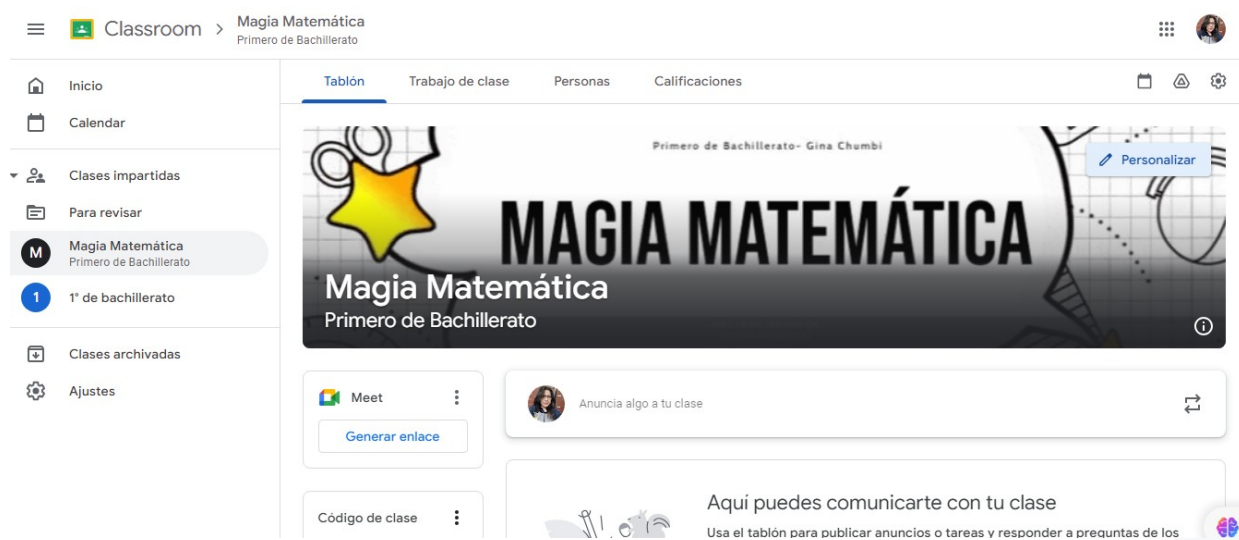 Classroom > Magia Matemática
Primero de Bachillerato
Inicio
Calendar
Clases impartidas
Para revisar
M Magia Matemática
Primero de Bachillerato
1 1° de bachillerato
Clases archivadas
Ajustes
Tablón Trabajo de clase Personas Calificaciones
Primero de Bachillerato- Gina Chumbi
Personalizar
MAGIA MATEMÁTICA
Magia Matemática
Primero de Bachillerato
Meet
Generar enlace
Código de clase
Anuncia algo a tu clase
Aquí puedes comunicarte con tu clase
Usa el tablón para publicar anuncios o tareas y responder a preguntas de los